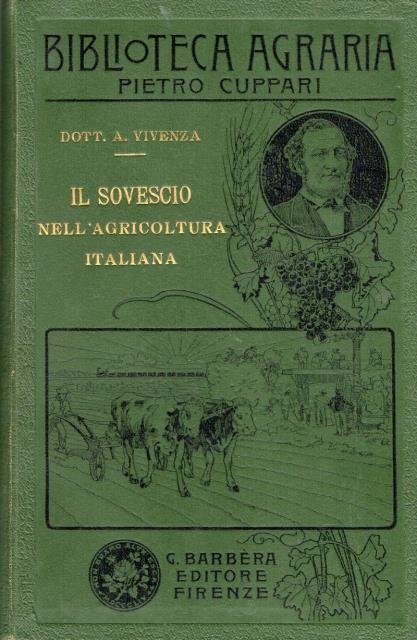 BIBLIOTECA AGRARIA
PIETRO CUPPARI
DOTT. A. VIVENZA
IL SOVESCIO
NELL'AGRICOLTURA
ITALIANA
G. BARBÈRA
EDITORE
FIRENZE